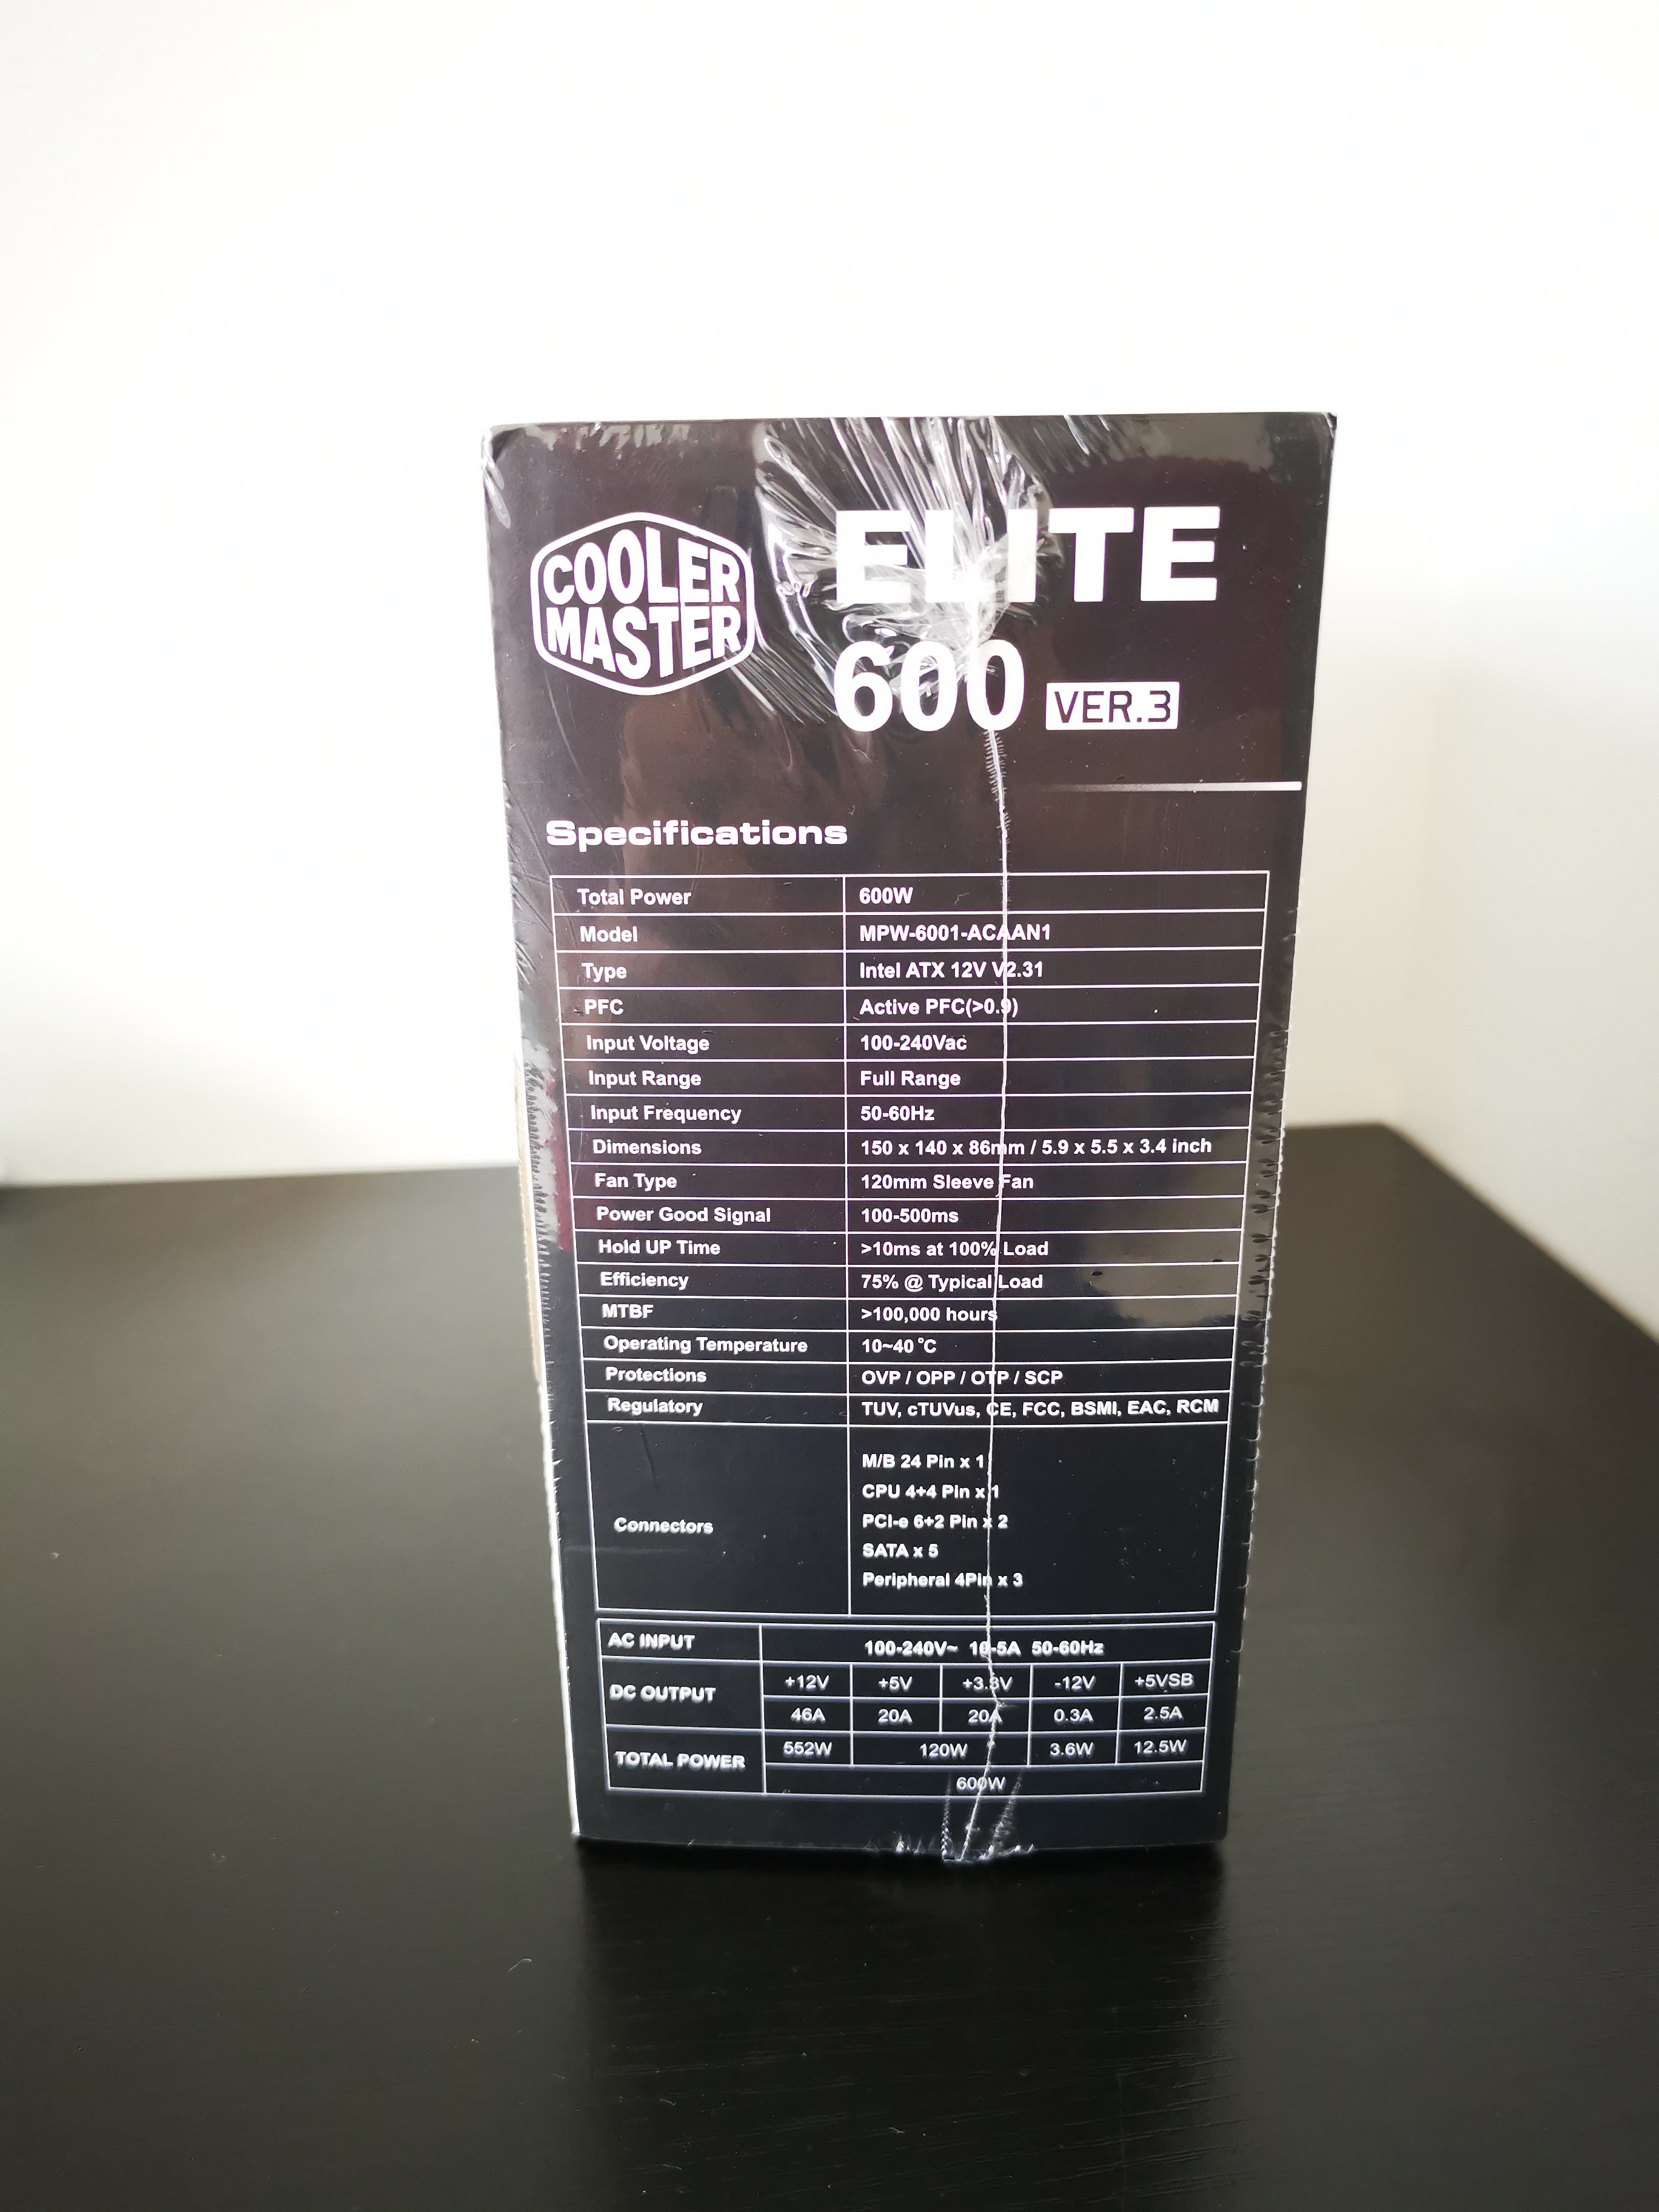 COOLER
MASTER
ELITE
600 VER.3
Specifications
Total Power 600W
Model MPW-6001-ACAAN1
Type Intel ATX 12V V2.31
PFC Active PFC(>0.9)
Input Voltage 100-240Vac
Input Range Full Range
Input Frequency 50-60Hz
Dimensions 150 x 140 x 86mm / 5.9 x 5.5 x 3.4 inch
Fan Type 120mm Sleeve Fan
Power Good Signal 100-500ms
Hold UP Time >10ms at 100% Load
Efficiency 75% @ Typical Load
MTBF >100,000 hours
Operating Temperature 10~40 °C
Protections OVP / OPP / OTP / SCP
Regulatory TUV, cTUVus, CE, FCC, BSMI, EAC, RCM
Connectors
M/B 24 Pin x 1
CPU 4+4 Pin x 1
PCI-e 6+2 Pin x 2
SATA x 5
Peripheral 4Pin x 3
AC INPUT 100-240V~ 10-5A 50-60Hz
DC OUTPUT +12V +5V +3.3V -12V +5VSB
46A 20A 20A 0.3A 2.5A
TOTAL POWER 552W 120W 3.6W 12.5W
600W